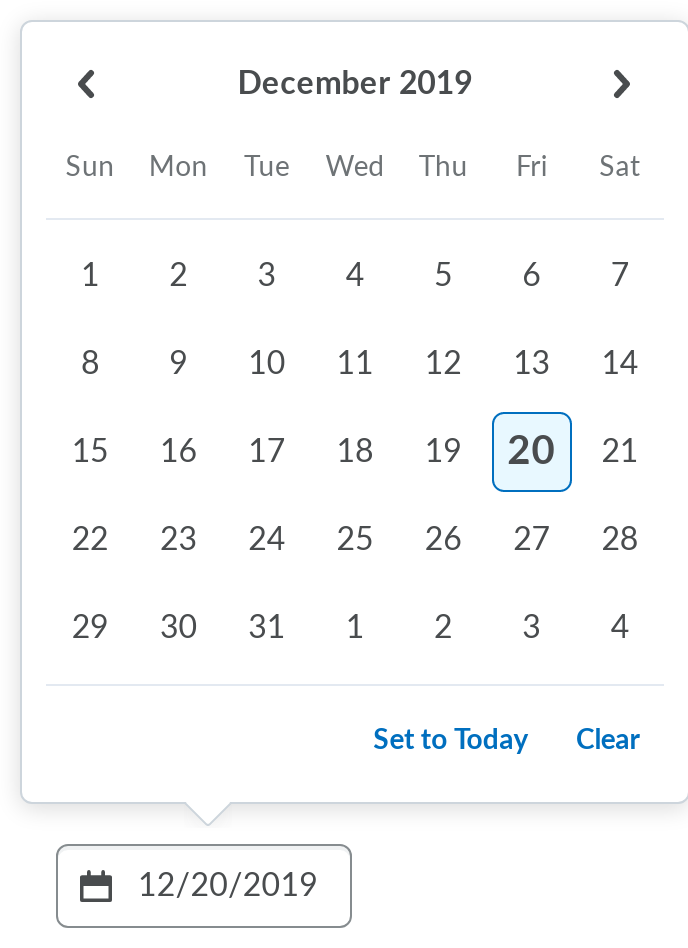 December 2019
Sun Mon Tue Wed Thu Fri Sat
1 2 3 4 5 6 7
8 9 10 11 12 13 14
15 16 17 18 19 20 21
22 23 24 25 26 27 28
29 30 31 1 2 3 4
Set to Today Clear
12/20/2019